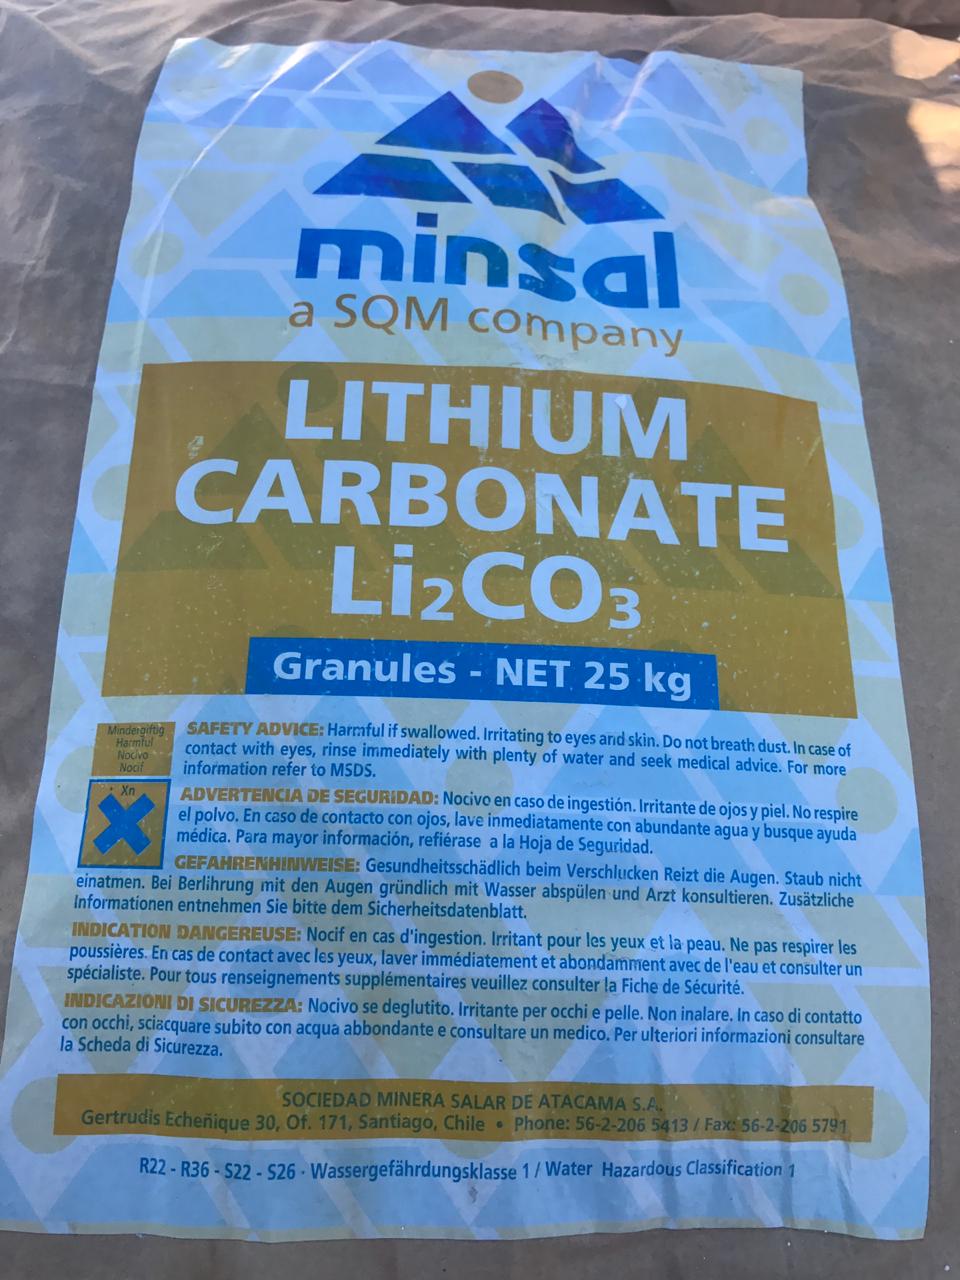 minsal
a SQM company
LITHIUM
CARBONATE
Li₂CO₃
Granules - NET 25 kg
Mindergiftig
Harmful
Nocivo
Nocif
Xn
SAFETY ADVICE: Harmful if swallowed. Irritating to eyes and skin. Do not breath dust. In case of
contact with eyes, rinse immediately with plenty of water and seek medical advice. For more
information refer to MSDS.
ADVERTENCIA DE SEGURIDAD: Nocivo en caso de ingestión. Irritante de ojos y piel. No respire
el polvo. En caso de contacto con ojos, lave inmediatamente con abundante agua y busque ayuda
médica. Para mayor información, refiérase a la Hoja de Seguridad.
GEFAHRENHINWEISE: Gesundheitsschädlich beim Verschlucken Reizt die Augen. Staub nicht
einatmen. Bei Berlihrung mit den Augen gründlich mit Wasser abspülen und Arzt konsultieren. Zusätzliche
Informationen entnehmen Sie bitte dem Sicherheitsdatenblatt.
INDICATION DANGEREUSE: Nocif en cas d'ingestion. Irritant pour les yeux et la peau. Ne pas respirer les
poussières. En cas de contact avec les yeux, laver immédiatement et abondamment avec de l'eau et consulter un
spécialiste. Pour tous renseignements supplémentaires veuillez consulter la Fiche de Sécurité.
INDICAZIONI DI SICUREZZA: Nocivo se deglutito. Irritante per occhi e pelle. Non inalare. In caso di contatto
con occhi, sciacquare subito con acqua abbondante e consultare un medico. Per ulteriori informazioni consultare
la Scheda di Sicurezza.
SOCIEDAD MINERA SALAR DE ATACAMA S.A.
Gertrudis Echeñique 30, Of. 171, Santiago, Chile • Phone: 56-2-206 5413 / Fax: 56-2-206 5791
R22 - R36 - S22 - S26 · Wassergefährdungsklasse 1 / Water Hazardous Classification 1